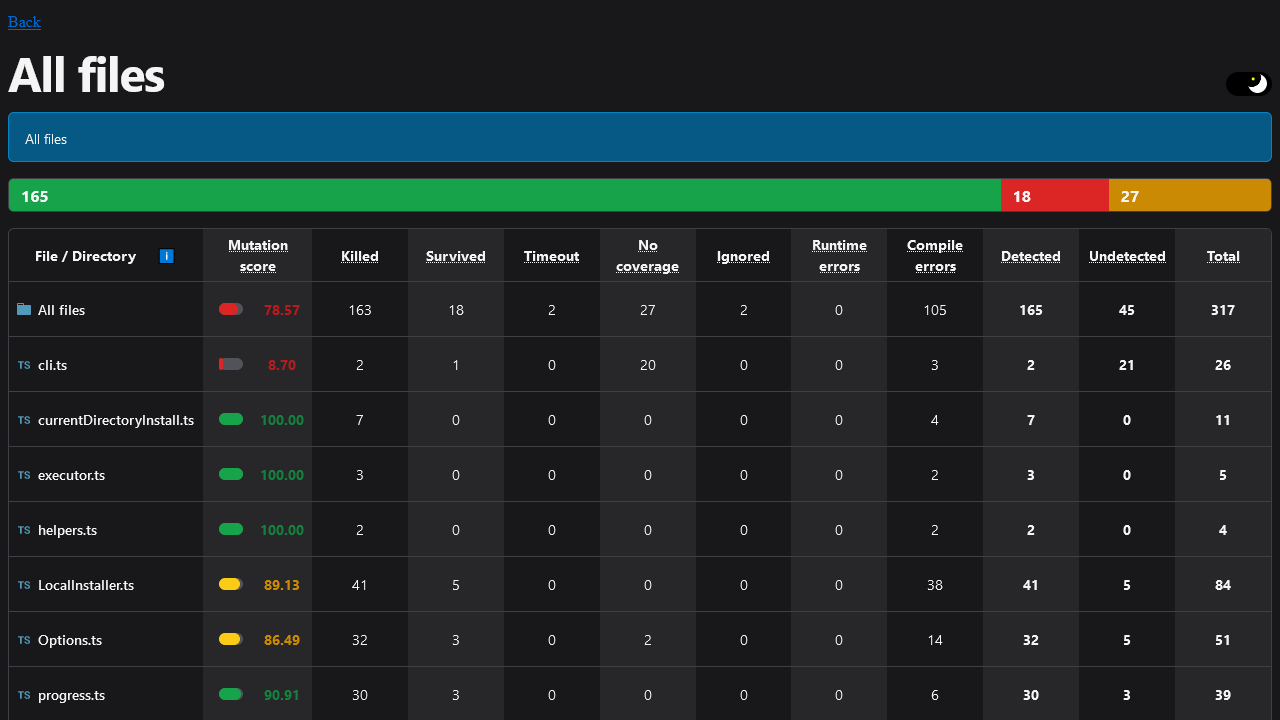 Back
All files
All files
165 18 27
File / Directory ℹ Mutation score Killed Survived Timeout No coverage Ignored Runtime errors Compile errors Detected Undetected Total
All files 78.57 163 18 2 27 2 0 105 165 45 317
TS cli.ts 8.70 2 1 0 20 0 0 3 2 21 26
TS currentDirectoryInstall.ts 100.00 7 0 0 0 0 0 4 7 0 11
TS executor.ts 100.00 3 0 0 0 0 0 2 3 0 5
TS helpers.ts 100.00 2 0 0 0 0 0 2 2 0 4
TS LocalInstaller.ts 89.13 41 5 0 0 0 0 38 41 5 84
TS Options.ts 86.49 32 3 0 2 0 0 14 32 5 51
TS progress.ts 90.91 30 3 0 0 0 0 6 30 3 39